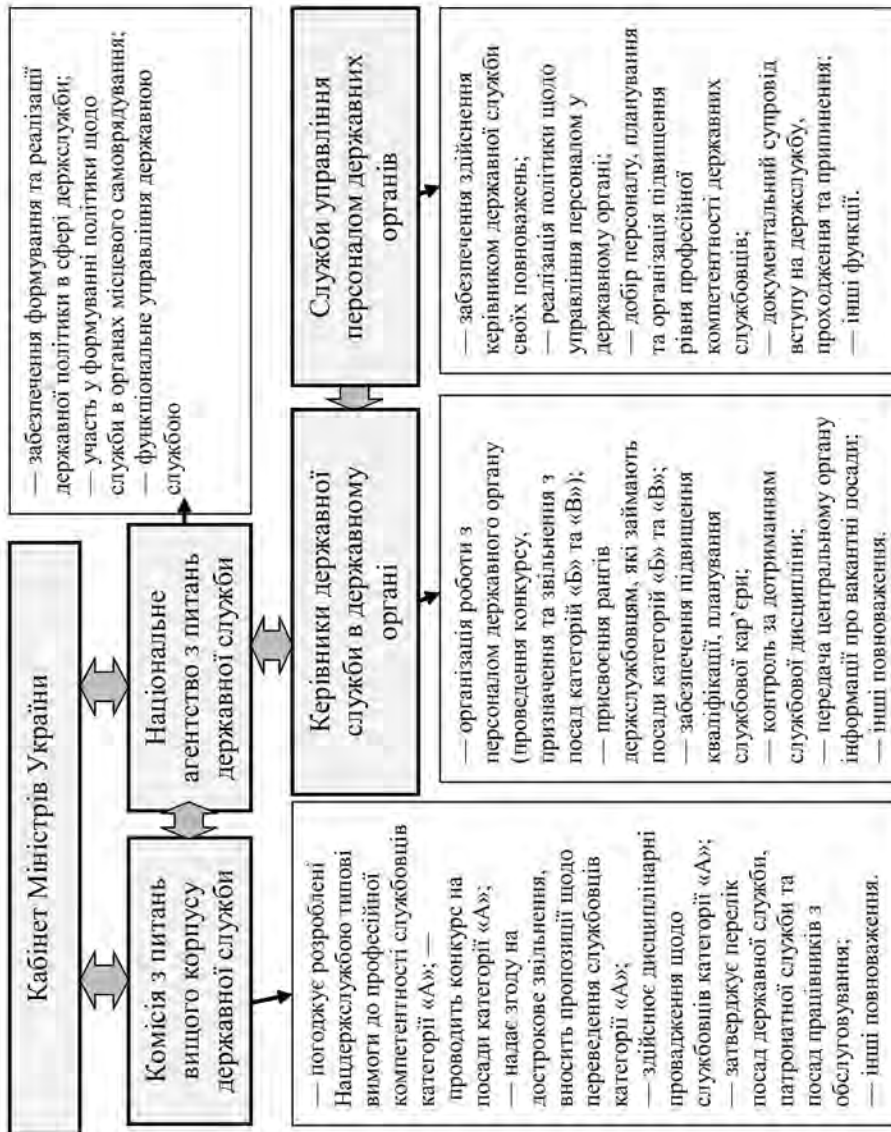 Кабінет Міністрів України
Комісія з питань
вищого корпусу
державної служби
Національне
агентство з питань
державної служби
— забезпечення формування та реалізації
державної політики в сфері держслужби;
— участь у формуванні політики щодо
служби в органах місцевого самоврядування;
— функціональне управління державною
службою
Керівники державної
служби в державному
органі
Служби управління
персоналом державних
органів
— погоджує розроблені
Нацдержслужбою типові
вимоги до професійної
компетентності службовців
категорії «А»; —
проводить конкурс на
посади категорії «А»;
— надає згоду на
дострокове звільнення,
вносить пропозиції щодо
переведення службовців
категорії «А»;
— здійснює дисциплінарні
провадження щодо
службовців категорії «А»;
— затверджує перелік
посад державної служби,
патронатної служби та
посад працівників з
обслуговування;
— інші повноваження.
— організація роботи з
персоналом державного органу
(проведення конкурсу,
призначення та звільнення з
посад категорій «Б» та «В»);
— присвоєння рангів
держслужбовцям, які займають
посади категорій «Б» та «В»;
— забезпечення підвищення
кваліфікації, планування
службової кар’єри;
— контроль за дотриманням
службової дисципліни;
— передача центральному органу
інформації про вакантні посади;
— інші повноваження.
— забезпечення здійснення
керівником державної служби
своїх повноважень;
— реалізація політики щодо
управління персоналом у
державному органі;
— добір персоналу, планування
та організація підвищення
рівня професійної
компетентності державних
службовців;
— документальний супровід
вступу на держслужбу,
проходження та припинення;
— інші функції.